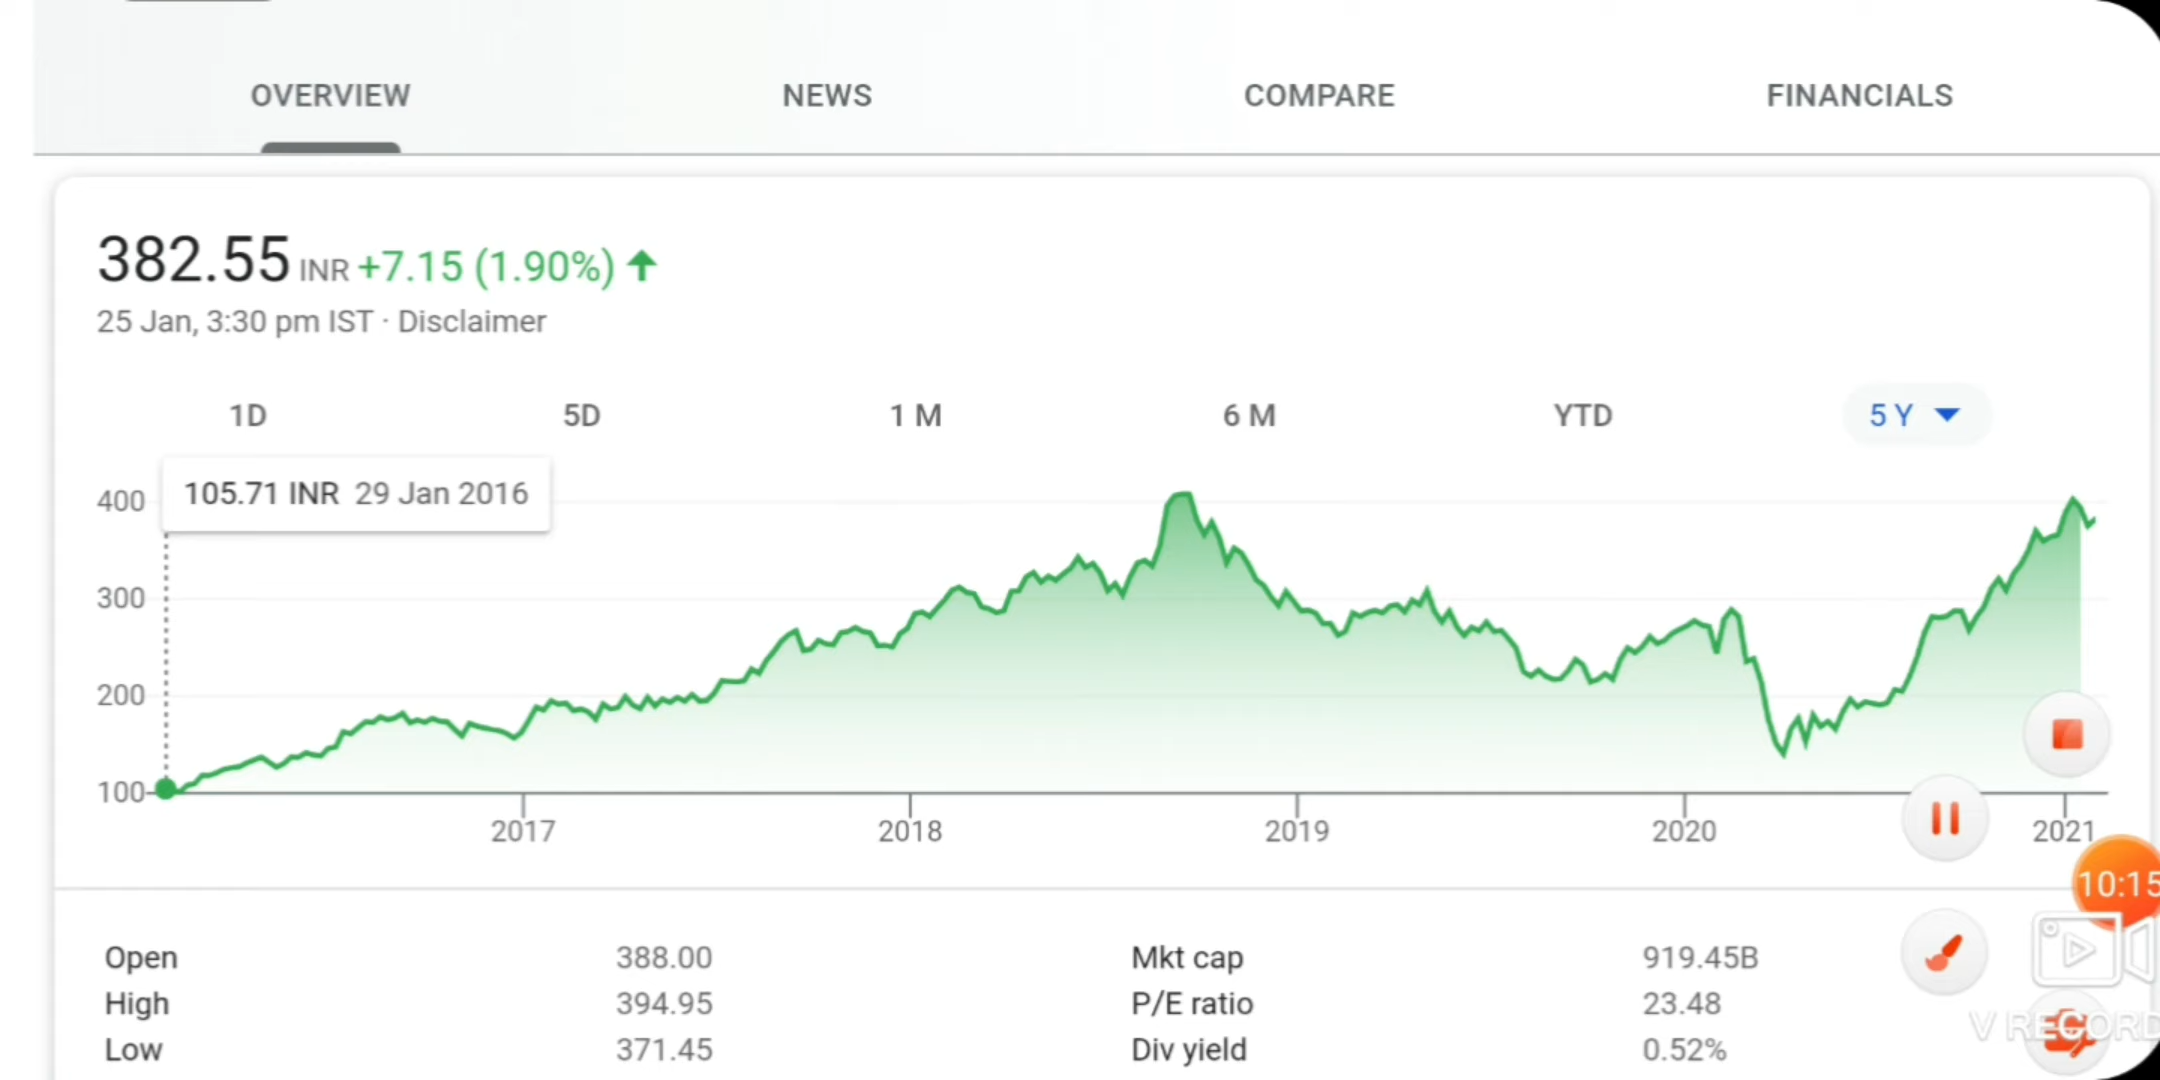 OVERVIEW NEWS COMPARE FINANCIALS
382.55 INR +7.15 (1.90%)
25 Jan, 3:30 pm IST · Disclaimer
1D 5D 1 M 6 M YTD 5 Y
105.71 INR 29 Jan 2016
400
300
200
100
2017 2018 2019 2020 2021
10:15
Open 388.00 Mkt cap 919.45B
High 394.95 P/E ratio 23.48
Low 371.45 Div yield 0.52%
V RECORD